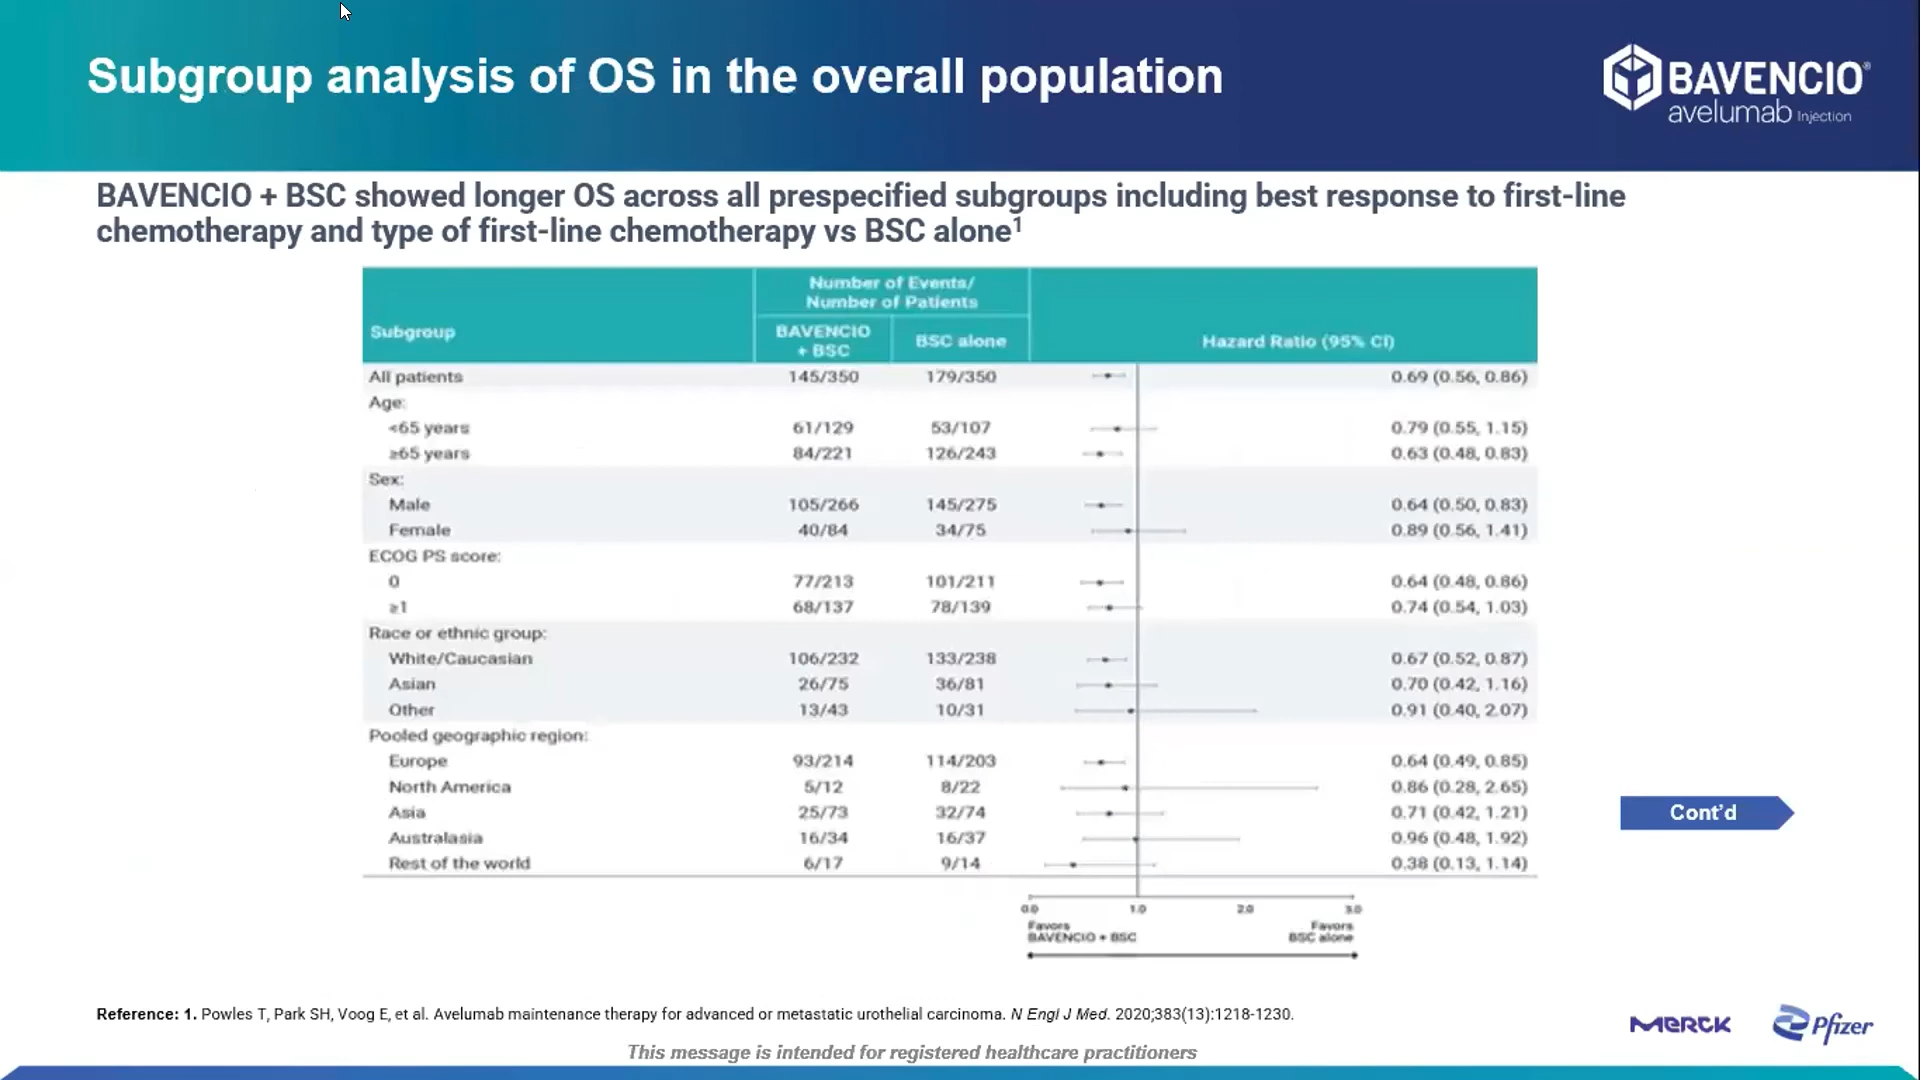 Subgroup analysis of OS in the overall population
BAVENCIO®
avelumab Injection
BAVENCIO + BSC showed longer OS across all prespecified subgroups including best response to first-line
chemotherapy and type of first-line chemotherapy vs BSC alone1
Number of Events/
Number of Patients
Subgroup BAVENCIO + BSC BSC alone Hazard Ratio (95% CI)
All patients 145/350 179/350 0.69 (0.56, 0.86)
Age:
<65 years 61/129 53/107 0.79 (0.55, 1.15)
≥65 years 84/221 126/243 0.63 (0.48, 0.83)
Sex:
Male 105/266 145/275 0.64 (0.50, 0.83)
Female 40/84 34/75 0.89 (0.56, 1.41)
ECOG PS score:
0 77/213 101/211 0.64 (0.48, 0.86)
≥1 68/137 78/139 0.74 (0.54, 1.03)
Race or ethnic group:
White/Caucasian 106/232 133/238 0.67 (0.52, 0.87)
Asian 26/75 36/81 0.70 (0.42, 1.16)
Other 13/43 10/31 0.91 (0.40, 2.07)
Pooled geographic region:
Europe 93/214 114/203 0.64 (0.49, 0.85)
North America 5/12 8/22 0.86 (0.28, 2.65)
Asia 25/73 32/74 0.71 (0.42, 1.21)
Australasia 16/34 16/37 0.96 (0.48, 1.92)
Rest of the world 6/17 9/14 0.38 (0.13, 1.14)
0.0 1.0 2.0 3.0
Favors BAVENCIO + BSC Favors BSC alone
Cont'd
Reference: 1. Powles T, Park SH, Voog E, et al. Avelumab maintenance therapy for advanced or metastatic urothelial carcinoma. N Engl J Med. 2020;383(13):1218-1230.
MERCK Pfizer
This message is intended for registered healthcare practitioners